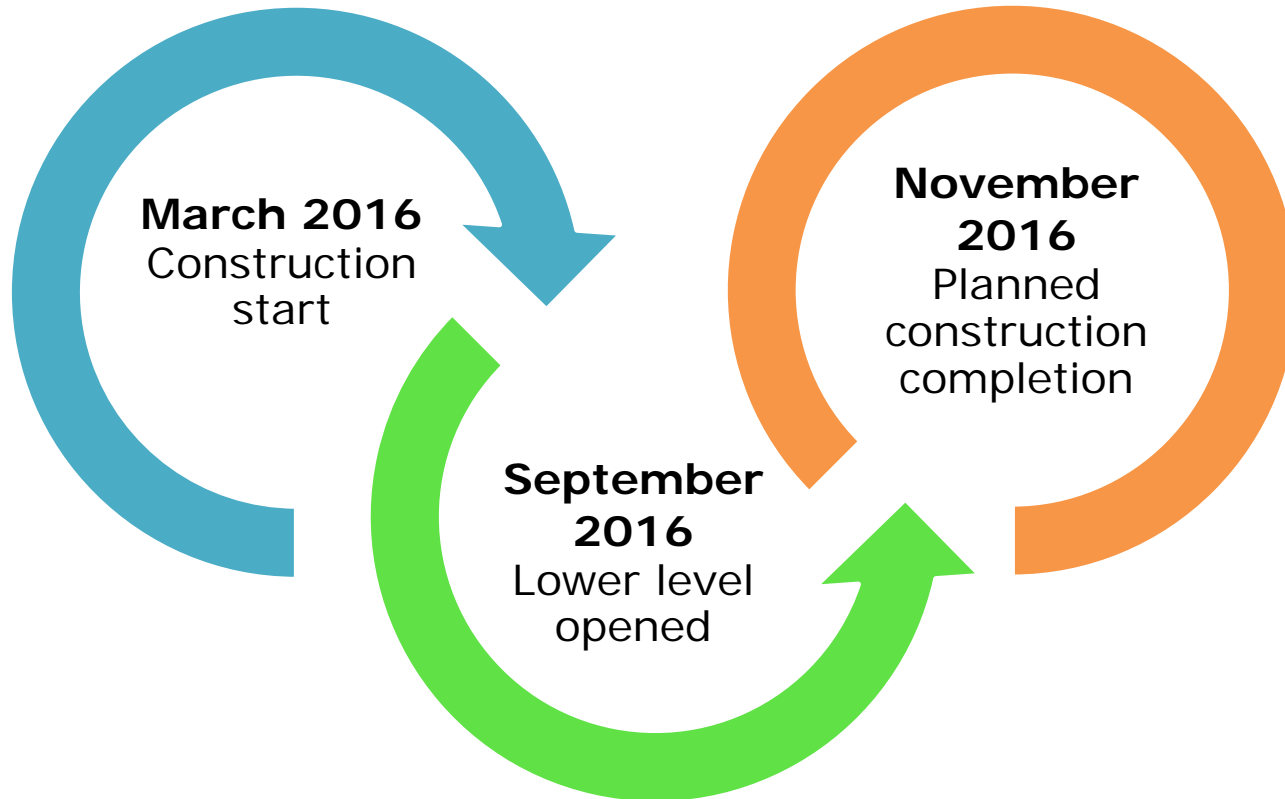 March 2016
Construction
start
September
2016
Lower level
opened
November
2016
Planned
construction
completion